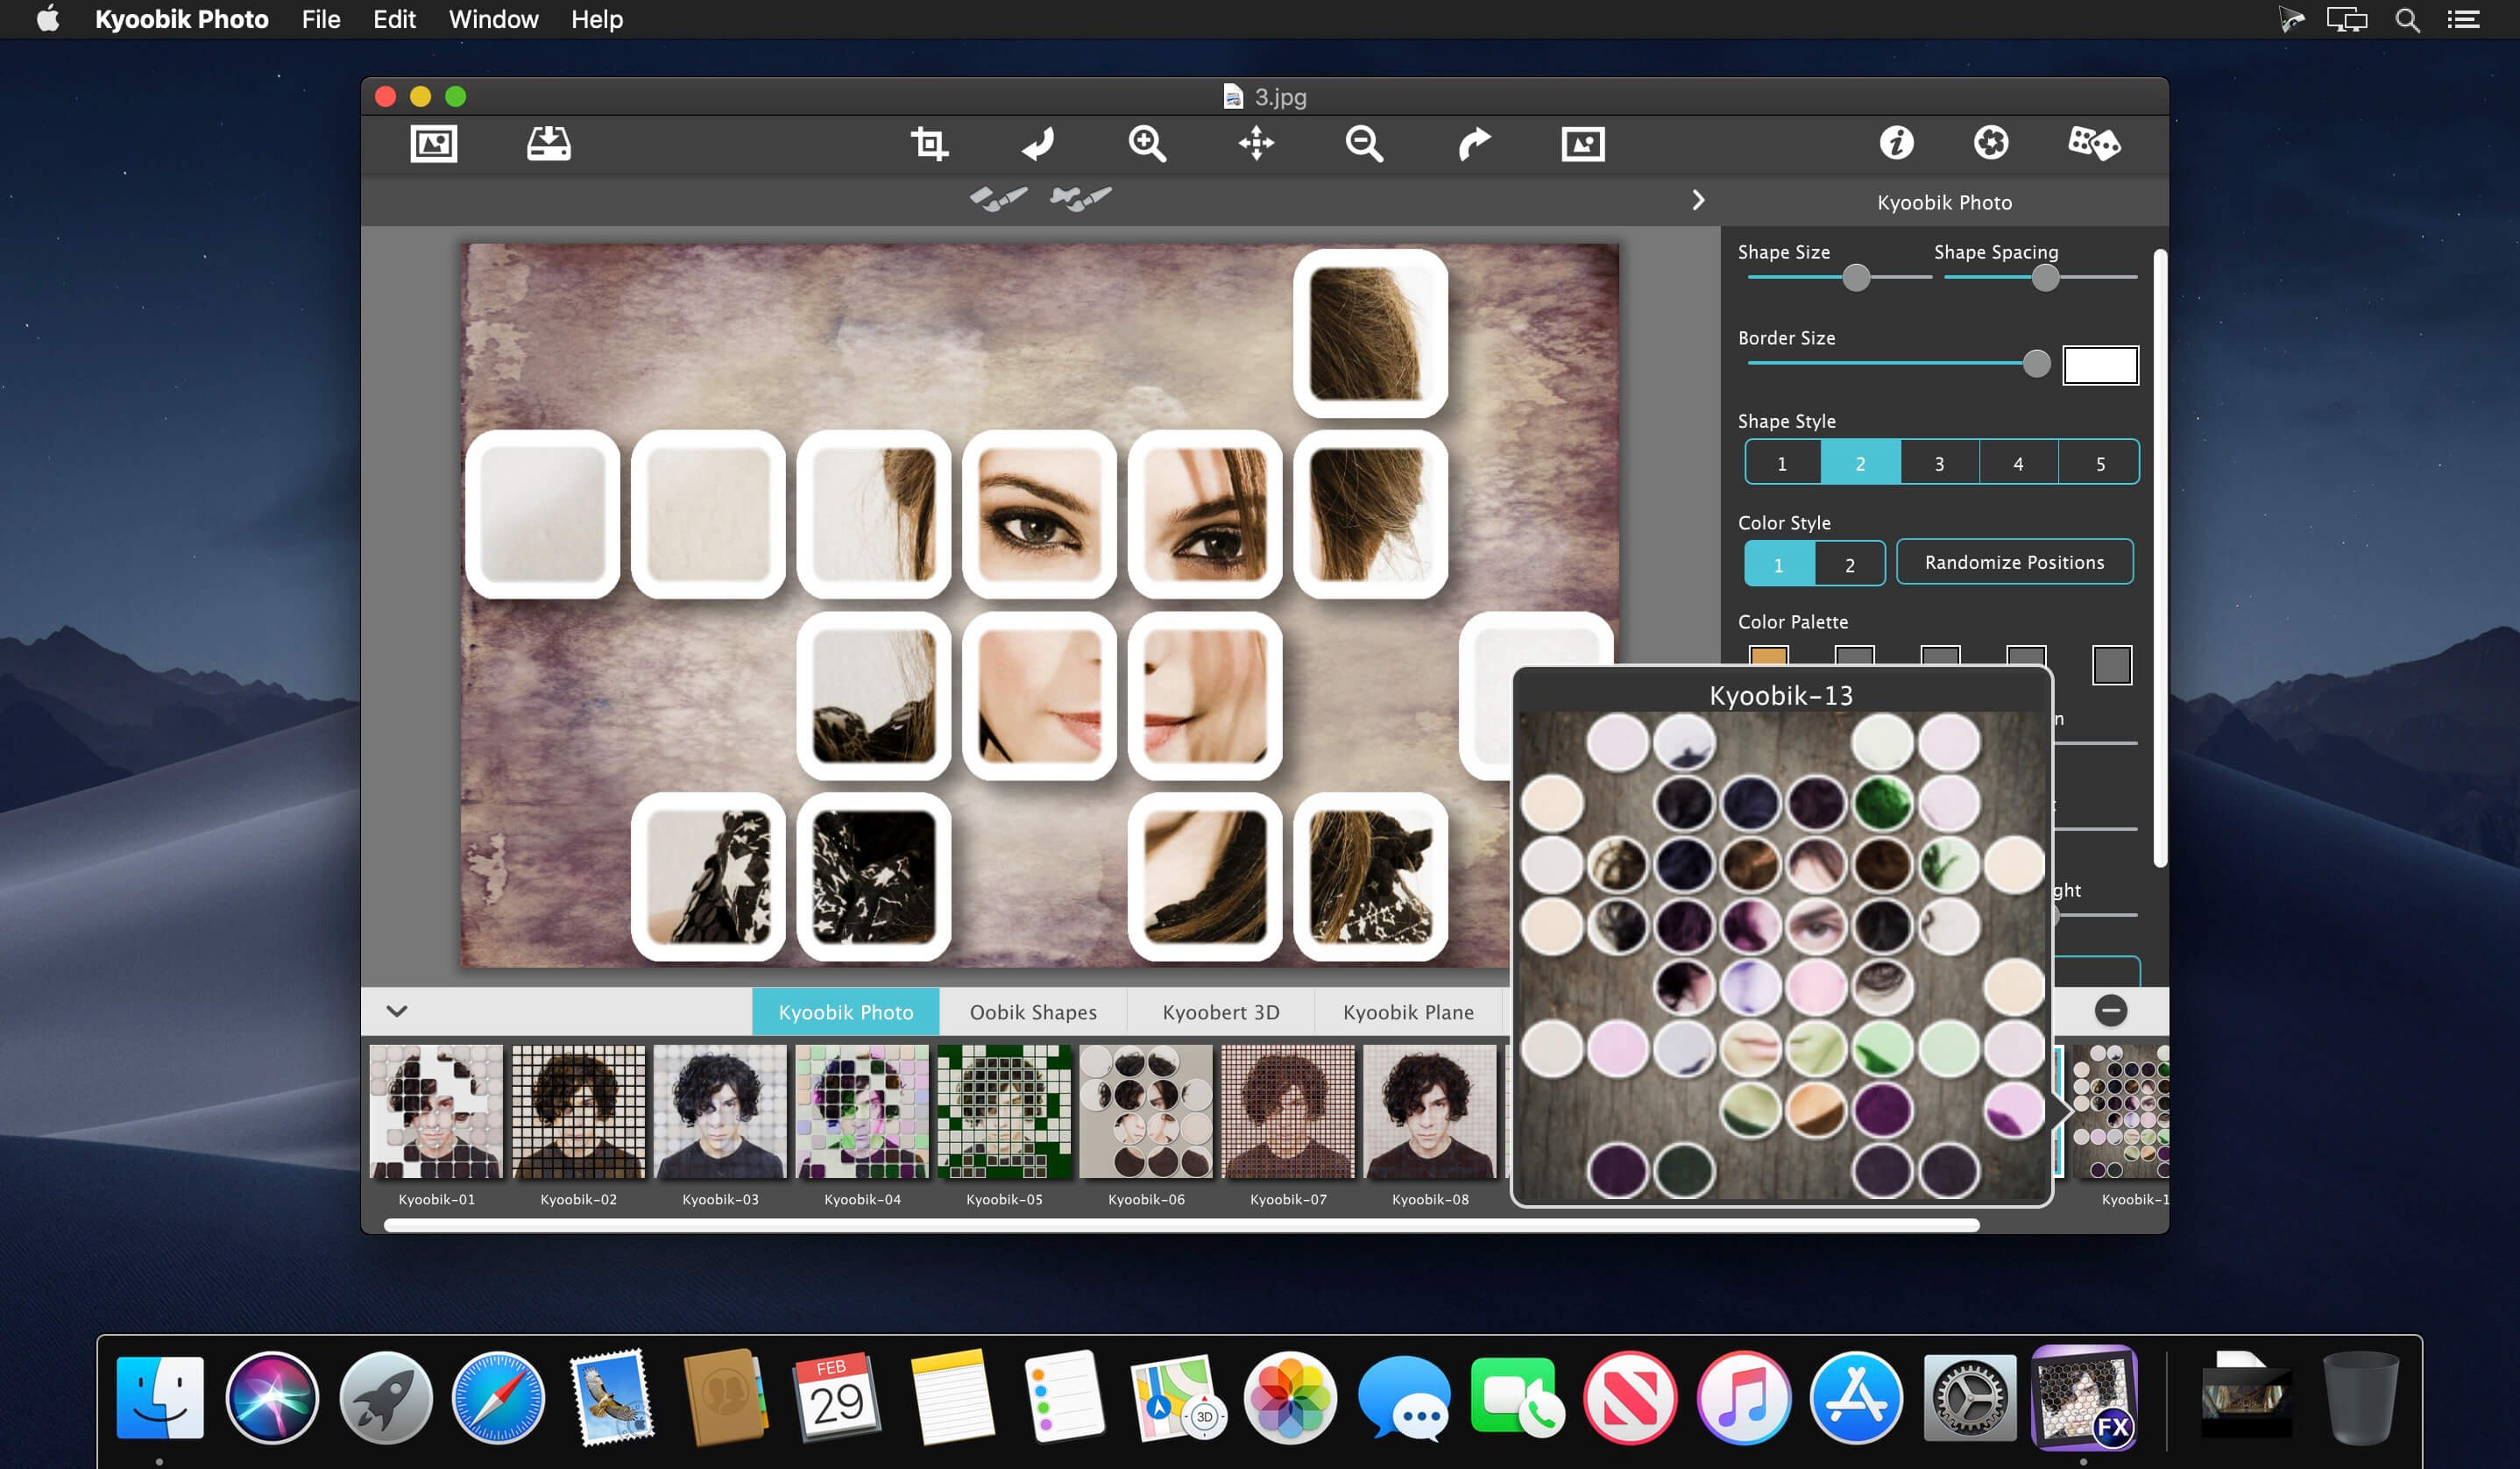 Kyoobik Photo File Edit Window Help
3.jpg
Kyoobik Photo
Shape Size Shape Spacing
Border Size
Shape Style
1 2 3 4 5
Color Style
1 2 Randomize Positions
Color Palette
Kyoobik-13
ght
Kyoobik Photo Oobik Shapes Kyoobert 3D Kyoobik Plane
Kyoobik-01 Kyoobik-02 Kyoobik-03 Kyoobik-04 Kyoobik-05 Kyoobik-06 Kyoobik-07 Kyoobik-08 Kyoobik-1
FEB
29
3D
FX